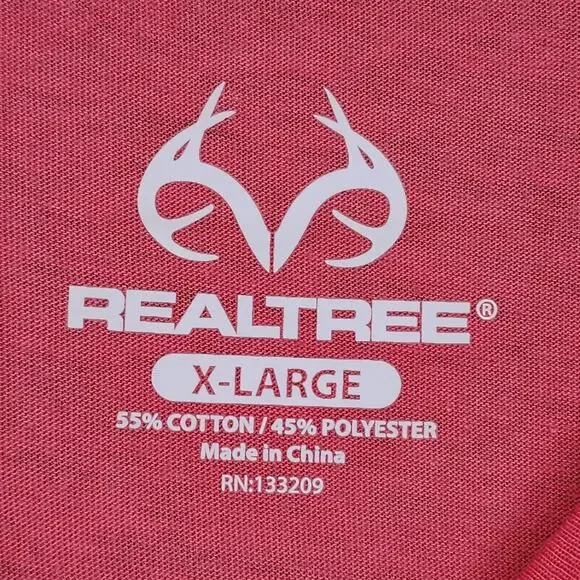 REALTREE®
X-LARGE
55% COTTON / 45% POLYESTER
Made in China
RN:133209